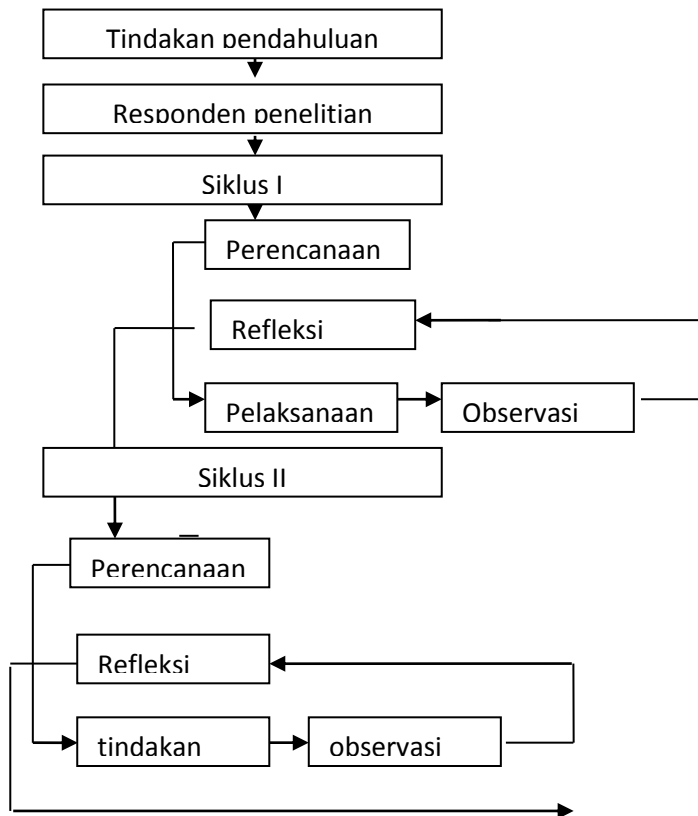 Tindakan pendahuluan
Responden penelitian
Siklus I
Perencanaan
Refleksi
Pelaksanaan
Observasi
Siklus II
Perencanaan
Refleksi
tindakan
observasi